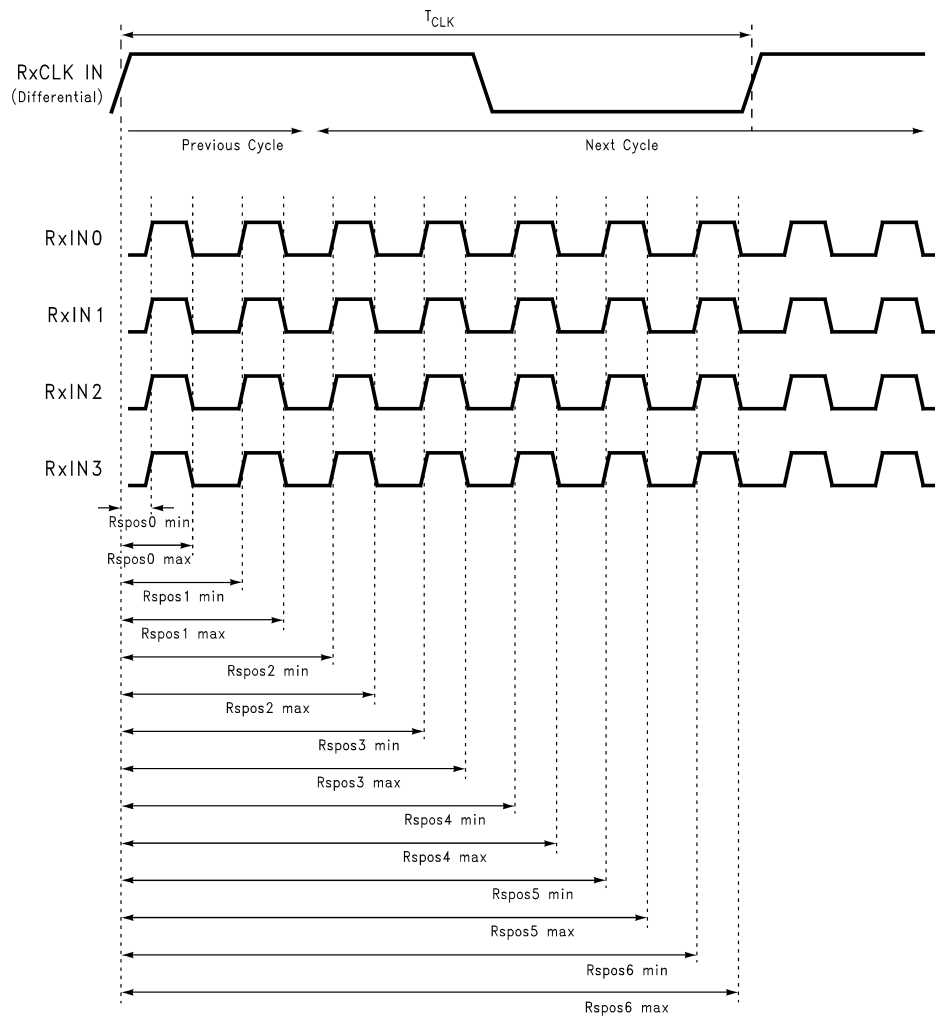 T_CLK
RxCLK IN
(Differential)
Previous Cycle
Next Cycle
RxIN0
RxIN1
RxIN2
RxIN3
Rspos0 min
Rspos0 max
Rspos1 min
Rspos1 max
Rspos2 min
Rspos2 max
Rspos3 min
Rspos3 max
Rspos4 min
Rspos4 max
Rspos5 min
Rspos5 max
Rspos6 min
Rspos6 max